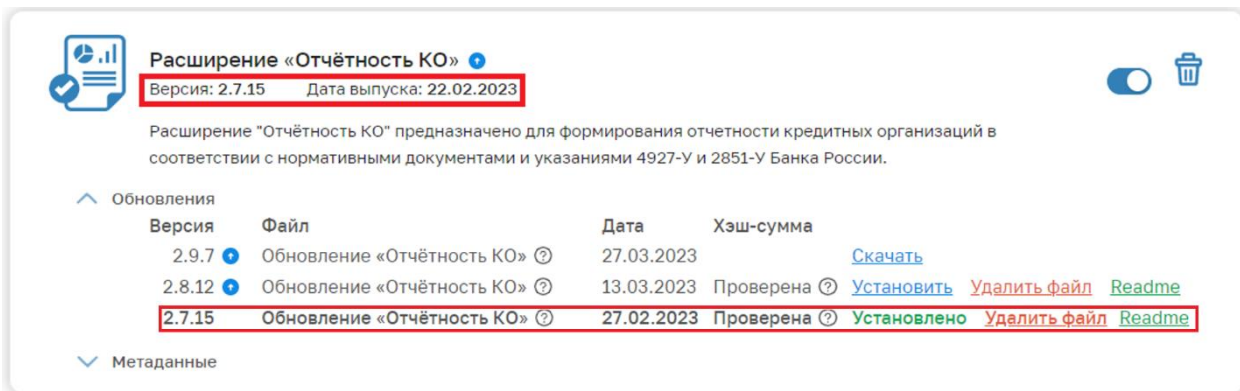 Расширение «Отчётность КО»
Версия: 2.7.15 Дата выпуска: 22.02.2023
Расширение "Отчётность КО" предназначено для формирования отчетности кредитных организаций в
соответствии с нормативными документами и указаниями 4927-У и 2851-У Банка России.
Обновления
Версия Файл Дата Хэш-сумма
2.9.7 Обновление «Отчётность КО» ? 27.03.2023 Скачать
2.8.12 Обновление «Отчётность КО» ? 13.03.2023 Проверена ? Установить Удалить файл Readme
2.7.15 Обновление «Отчётность КО» ? 27.02.2023 Проверена ? Установлено Удалить файл Readme
Метаданные